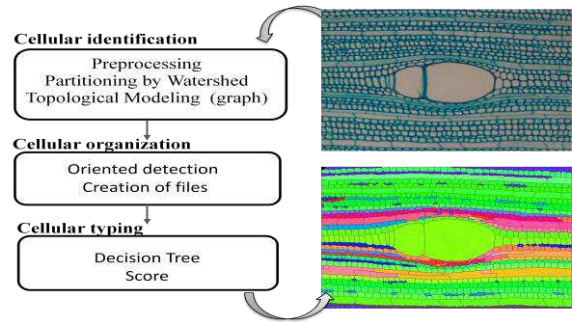 Cellular identification
Preprocessing
Partitioning by Watershed
Topological Modeling (graph)
Cellular organization
Oriented detection
Creation of files
Cellular typing
Decision Tree
Score